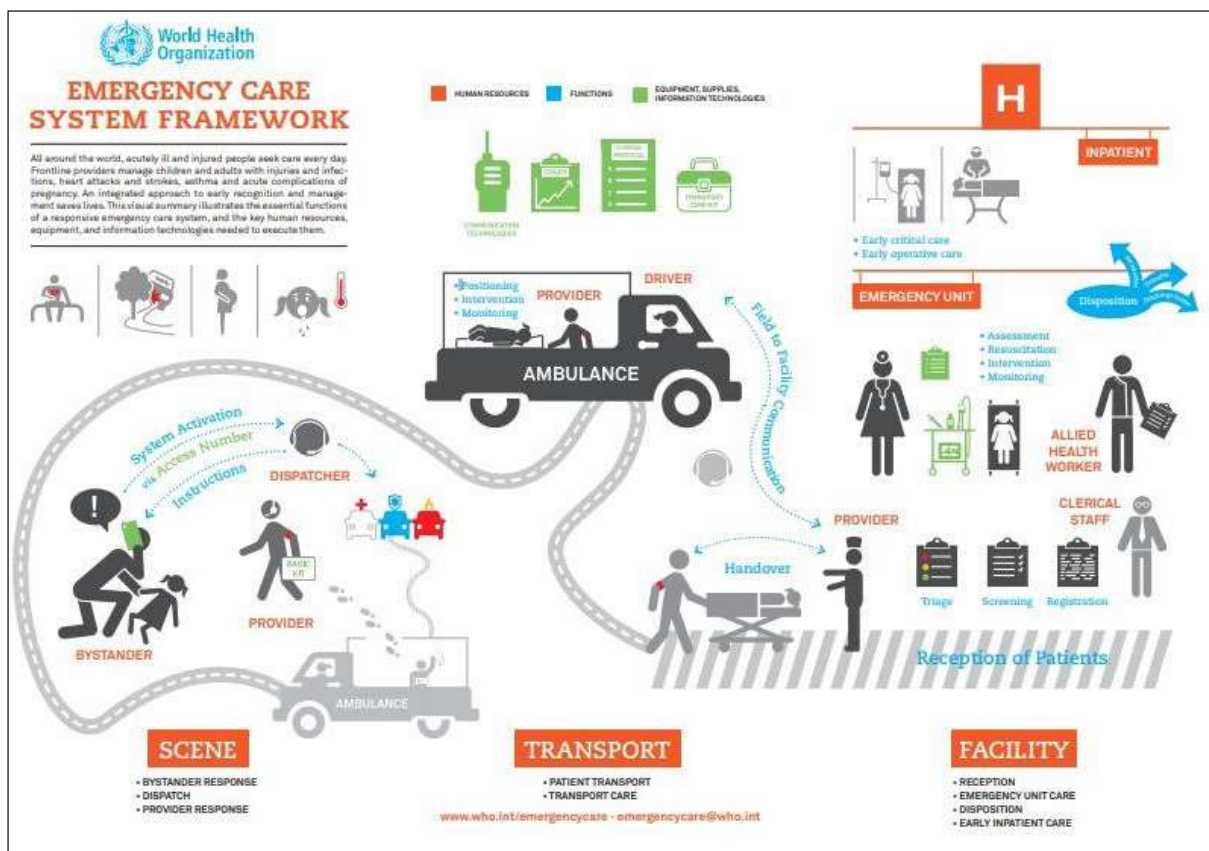 World Health
Organization
EMERGENCY CARE
SYSTEM FRAMEWORK
All around the world, acutely ill and injured people seek care every day.
Frontline providers manage children and adults with injuries and infec-
tions, heart attacks and strokes, asthma and acute complications of
pregnancy. An integrated approach to early recognition and manage-
ment saves lives. This visual summary illustrates the essential functions
of a responsive emergency care system, and the key human resources,
equipment, and information technologies needed to execute them.
HUMAN RESOURCES
FUNCTIONS
EQUIPMENT, SUPPLIES,
INFORMATION TECHNOLOGIES
COMMUNICATION
TECHNOLOGIES
PROTOCOL
TRANSPORT
CARE KIT
H
INPATIENT
• Early critical care
• Early operative care
EMERGENCY UNIT
Disposition
• Assessment
• Resuscitation
• Intervention
• Monitoring
ALLIED
HEALTH
WORKER
CLERICAL
STAFF
Triage
Screening
Registration
Reception of Patients
• Positioning
• Intervention
• Monitoring
PROVIDER
DRIVER
AMBULANCE
Field to Facility Communication
PROVIDER
Handover
System Activation
via Access Number
Instructions
DISPATCHER
!
BASIC
KIT
PROVIDER
BYSTANDER
AMBULANCE
SCENE
• BYSTANDER RESPONSE
• DISPATCH
• PROVIDER RESPONSE
TRANSPORT
• PATIENT TRANSPORT
• TRANSPORT CARE
www.who.int/emergencycare - emergencycare@who.int
FACILITY
• RECEPTION
• EMERGENCY UNIT CARE
• DISPOSITION
• EARLY INPATIENT CARE